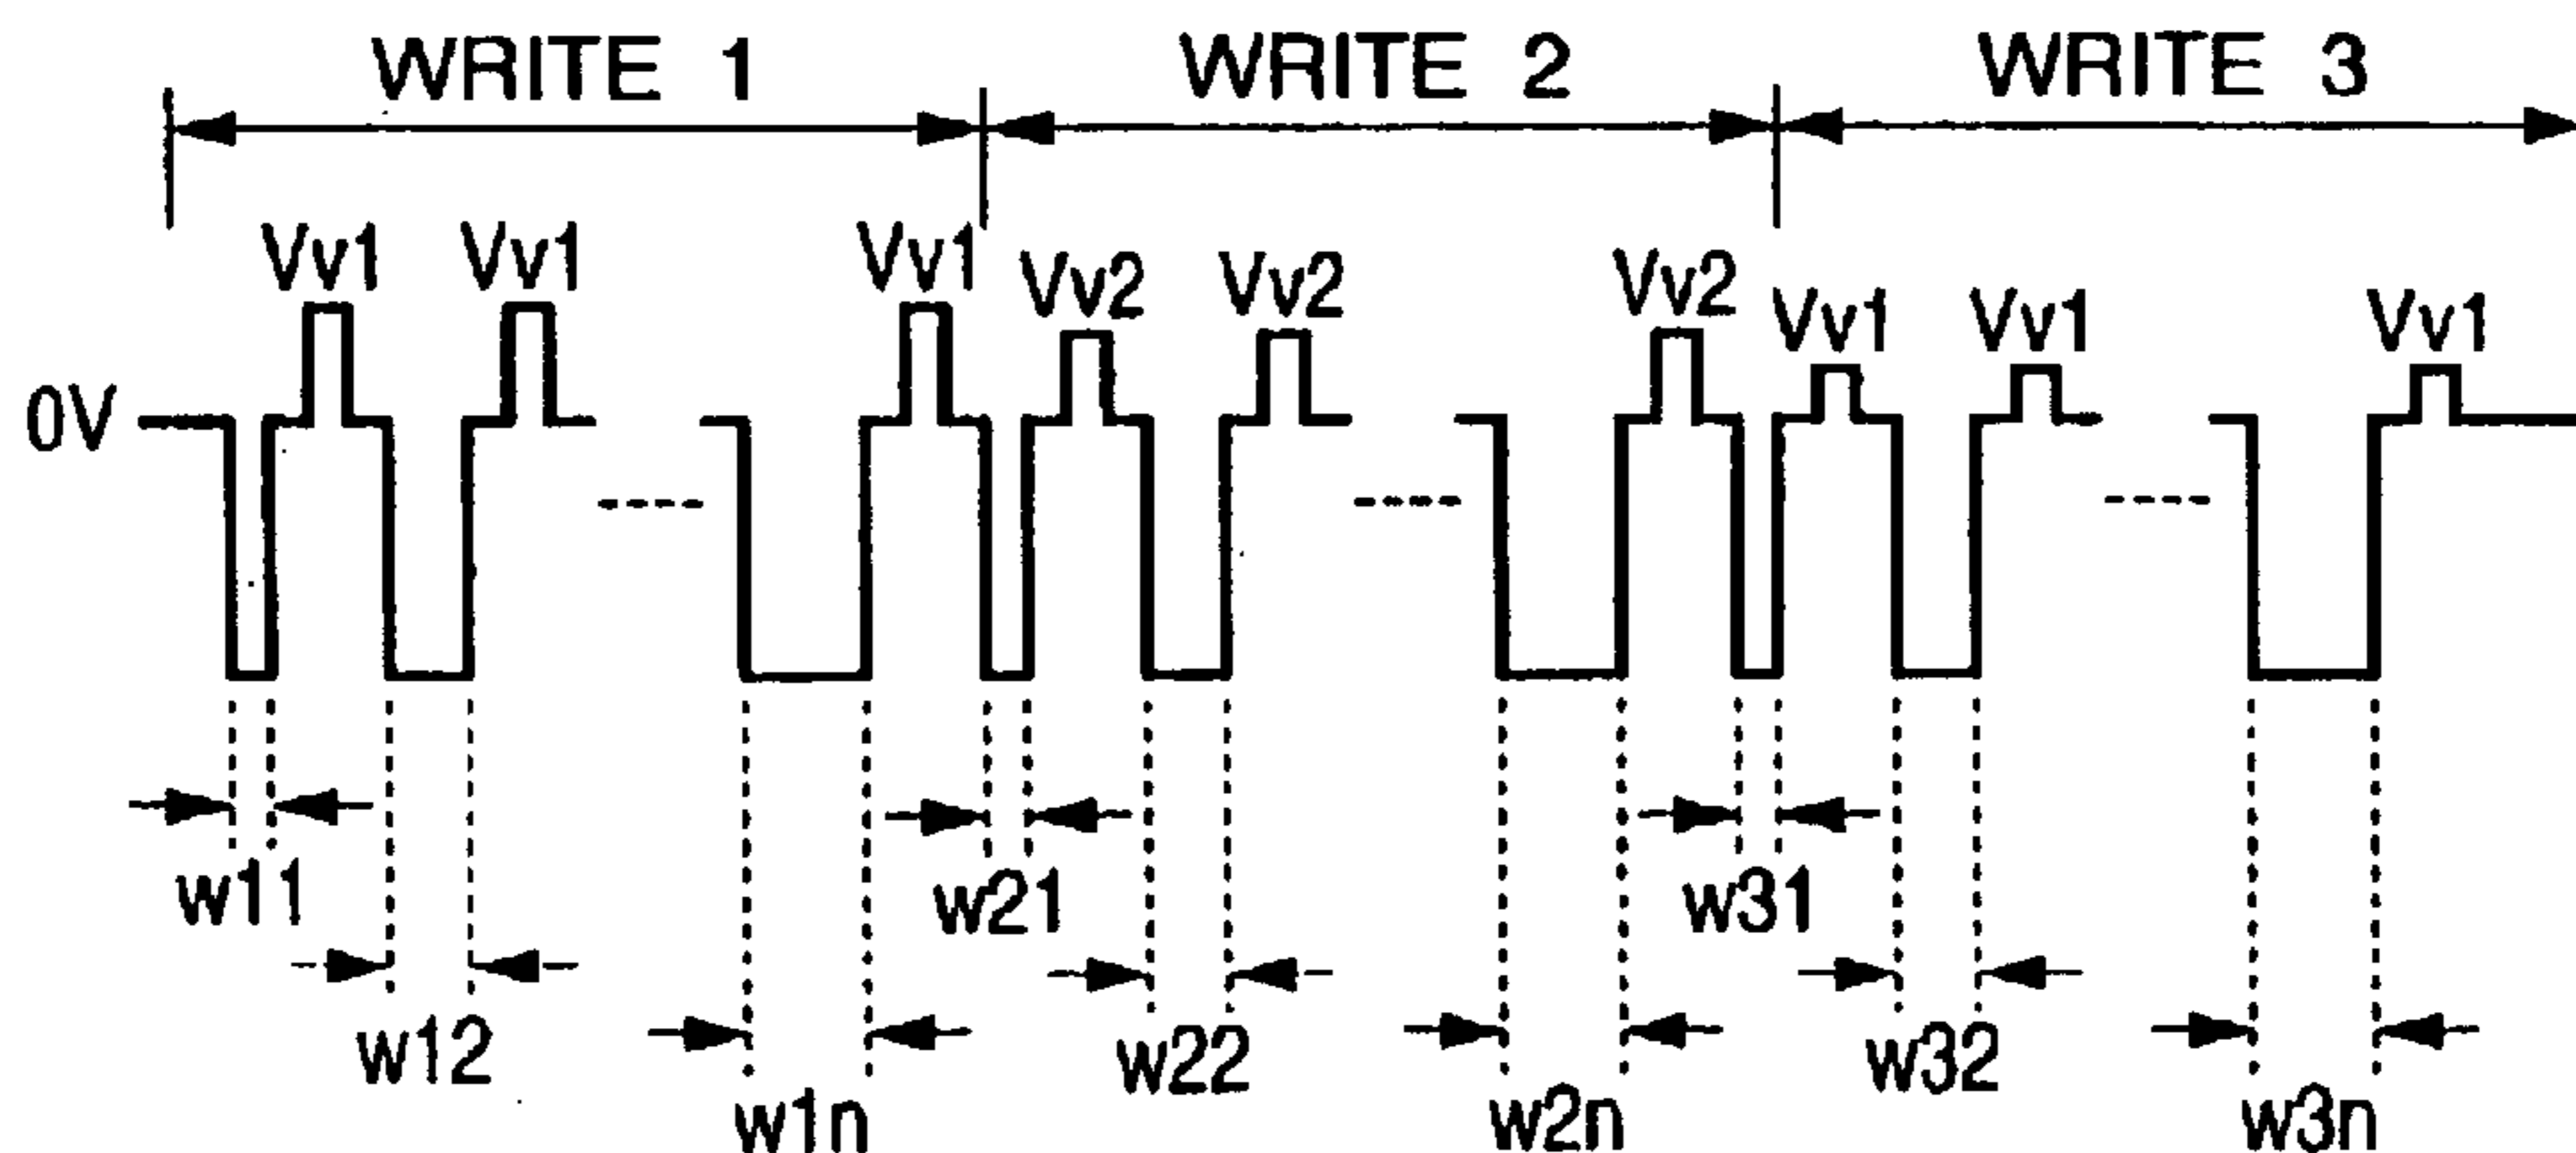 WRITE 1 WRITE 2 WRITE 3
Vv1 Vv1 Vv1 Vv2 Vv2 Vv2 Vv1 Vv1 Vv1
0V
w11 w21 w31
w12 w22 w32
w1n w2n w3n